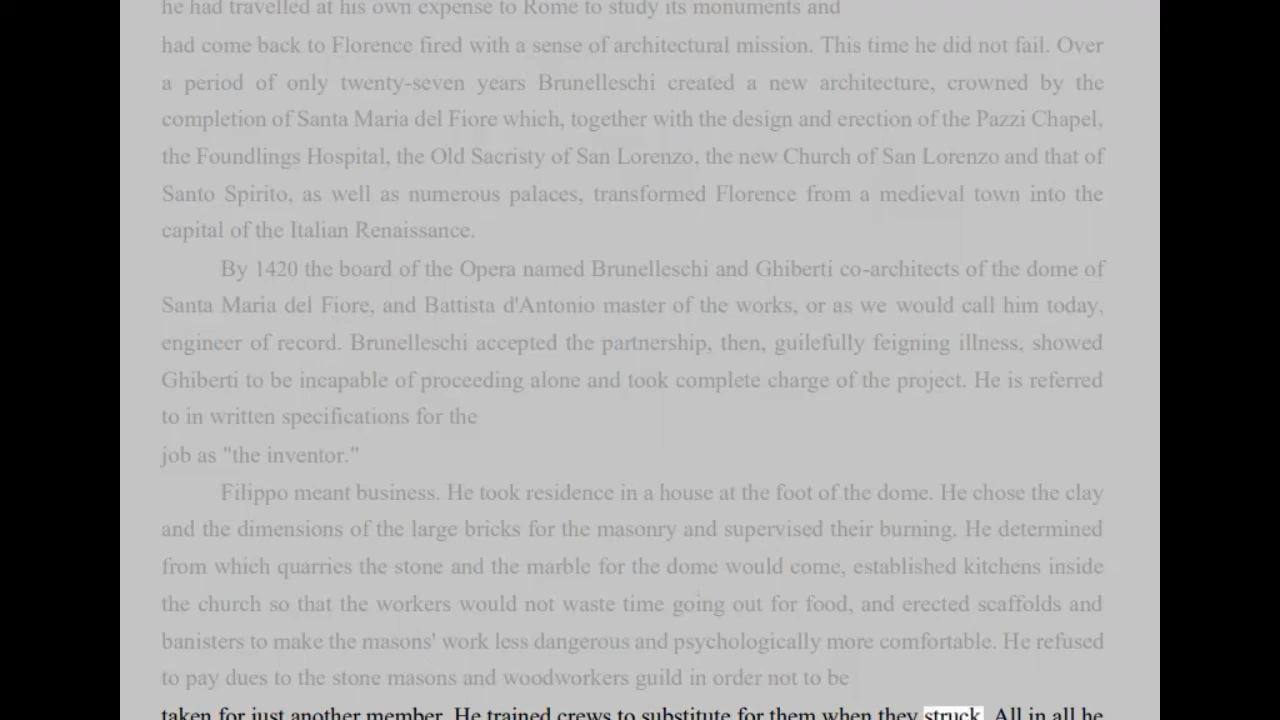 he had travelled at his own expense to Rome to study its monuments and
had come back to Florence fired with a sense of architectural mission. This time he did not fail. Over
a period of only twenty-seven years Brunelleschi created a new architecture, crowned by the
completion of Santa Maria del Fiore which, together with the design and erection of the Pazzi Chapel,
the Foundlings Hospital, the Old Sacristy of San Lorenzo, the new Church of San Lorenzo and that of
Santo Spirito, as well as numerous palaces, transformed Florence from a medieval town into the
capital of the Italian Renaissance.
By 1420 the board of the Opera named Brunelleschi and Ghiberti co-architects of the dome of
Santa Maria del Fiore, and Battista d'Antonio master of the works, or as we would call him today,
engineer of record. Brunelleschi accepted the partnership, then, guilefully feigning illness, showed
Ghiberti to be incapable of proceeding alone and took complete charge of the project. He is referred
to in written specifications for the
job as "the inventor."
Filippo meant business. He took residence in a house at the foot of the dome. He chose the clay
and the dimensions of the large bricks for the masonry and supervised their burning. He determined
from which quarries the stone and the marble for the dome would come, established kitchens inside
the church so that the workers would not waste time going out for food, and erected scaffolds and
banisters to make the masons' work less dangerous and psychologically more comfortable. He refused
to pay dues to the stone masons and woodworkers guild in order not to be
taken for just another member. He trained crews to substitute for them when they struck. All in all he